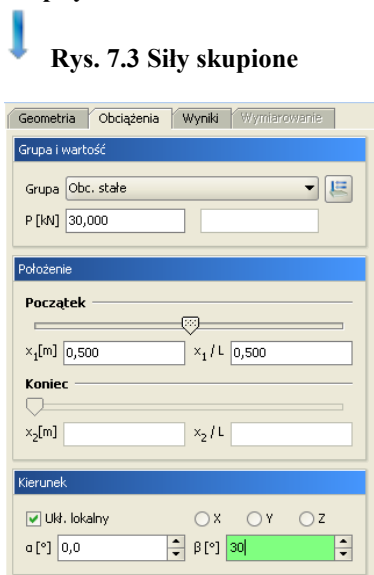 Rys. 7.3 Siły skupione
Geometria Obciążenia Wyniki Wymiarowanie
Grupa i wartość
Grupa Obc. stałe
P [kN] 30,000
Położenie
Początek
x₁[m] 0,500 x₁ / L 0,500
Koniec
x₂[m] x₂ / L
Kierunek
Ukł. lokalny X Y Z
α [°] 0,0 β [°] 30